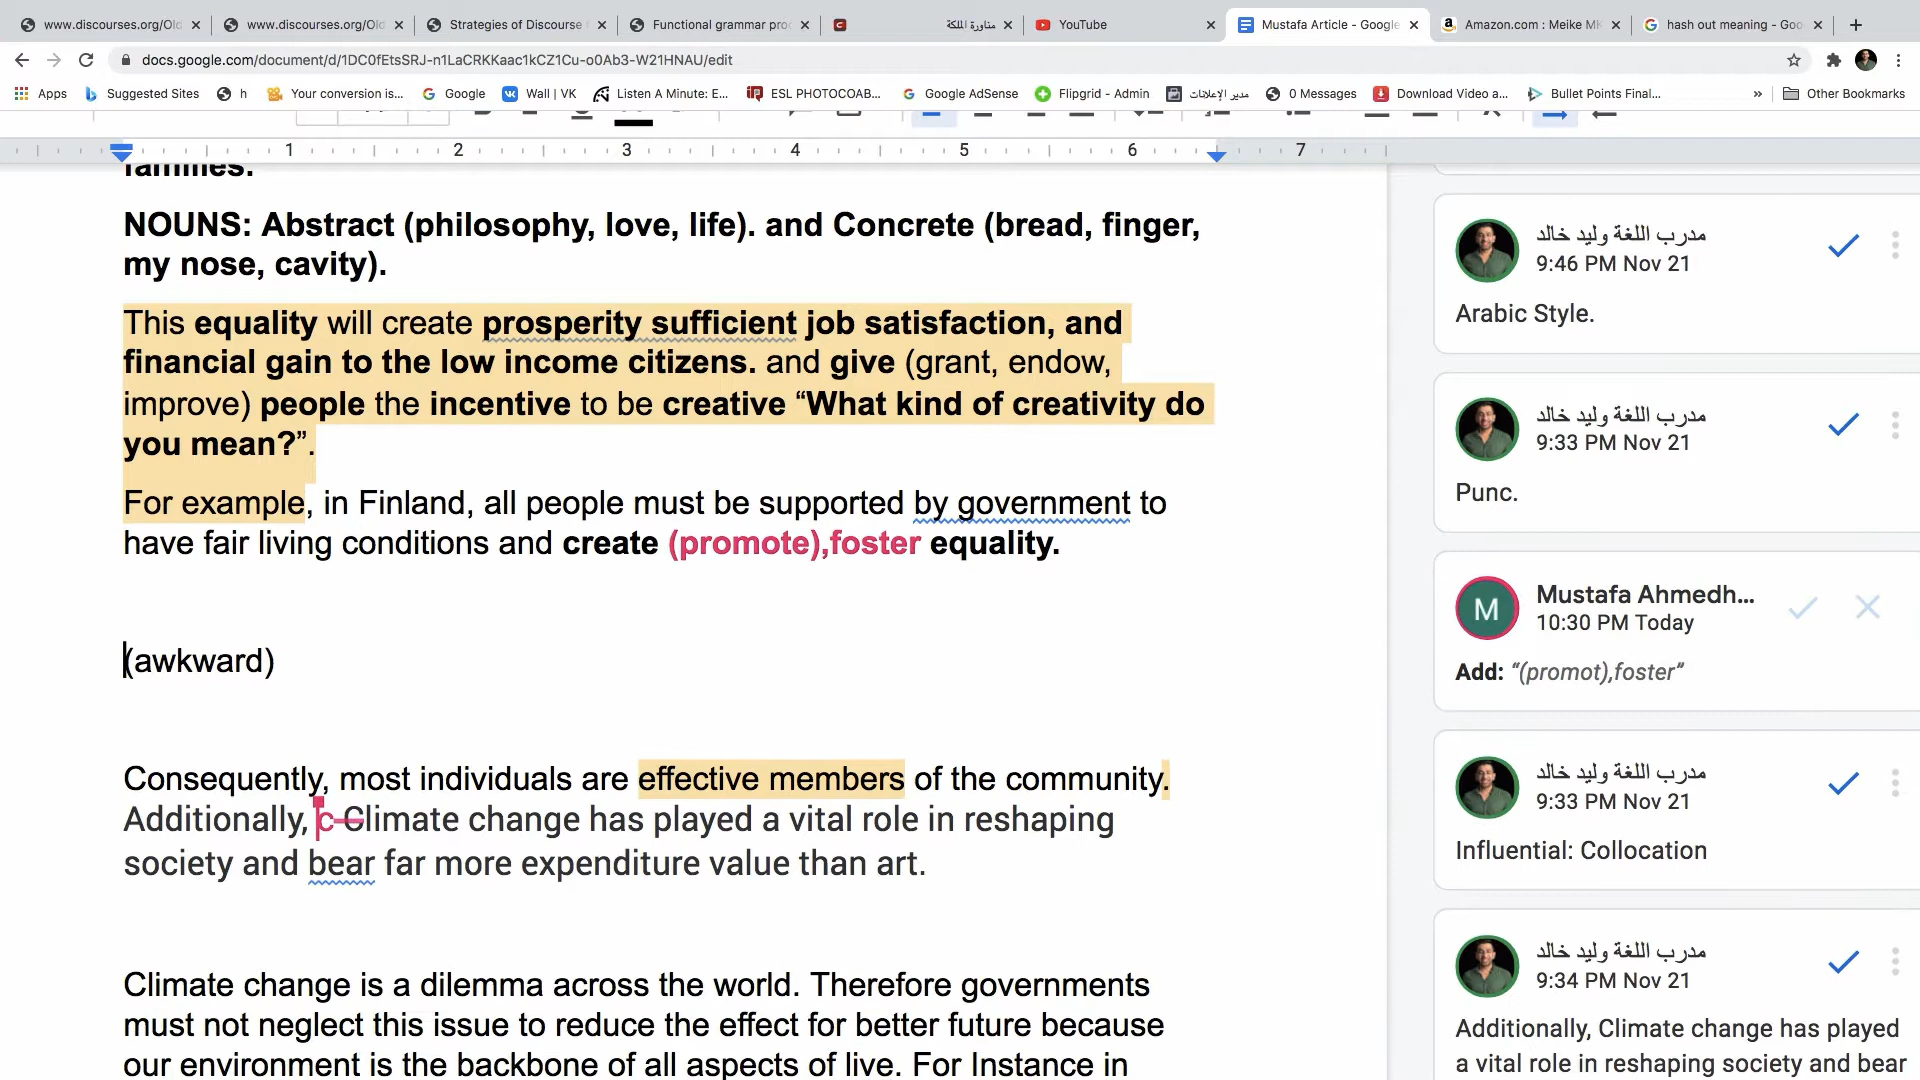 www.discourses.org/Old
www.discourses.org/Old
Strategies of Discourse
Functional grammar pro
مناورة الملكة
YouTube
Mustafa Article - Google
Amazon.com : Meike MK
hash out meaning - Goo
docs.google.com/document/d/1DC0fEtsSRJ-n1LaCRKKaac1kCZ1Cu-o0Ab3-W21HNAU/edit
Apps
Suggested Sites
h
Your conversion is...
Google
Wall | VK
Listen A Minute: E...
ESL PHOTOCOAB...
Google AdSense
Flipgrid - Admin
مدير الإعلانات
0 Messages
Download Video a...
Bullet Points Final...
»
Other Bookmarks
1 2 3 4 5 6 7
families.
NOUNS: Abstract (philosophy, love, life). and Concrete (bread, finger,
my nose, cavity).
This equality will create prosperity sufficient job satisfaction, and
financial gain to the low income citizens. and give (grant, endow,
improve) people the incentive to be creative “What kind of creativity do
you mean?”.
For example, in Finland, all people must be supported by government to
have fair living conditions and create (promote),foster equality.
(awkward)
Consequently, most individuals are effective members of the community.
Additionally, c Climate change has played a vital role in reshaping
society and bear far more expenditure value than art.
Climate change is a dilemma across the world. Therefore governments
must not neglect this issue to reduce the effect for better future because
our environment is the backbone of all aspects of live. For Instance in
مدرب اللغة وليد خالد
9:46 PM Nov 21
Arabic Style.
مدرب اللغة وليد خالد
9:33 PM Nov 21
Punc.
M
Mustafa Ahmedh...
10:30 PM Today
Add: “(promot),foster”
مدرب اللغة وليد خالد
9:33 PM Nov 21
Influential: Collocation
مدرب اللغة وليد خالد
9:34 PM Nov 21
Additionally, Climate change has played
a vital role in reshaping society and bear